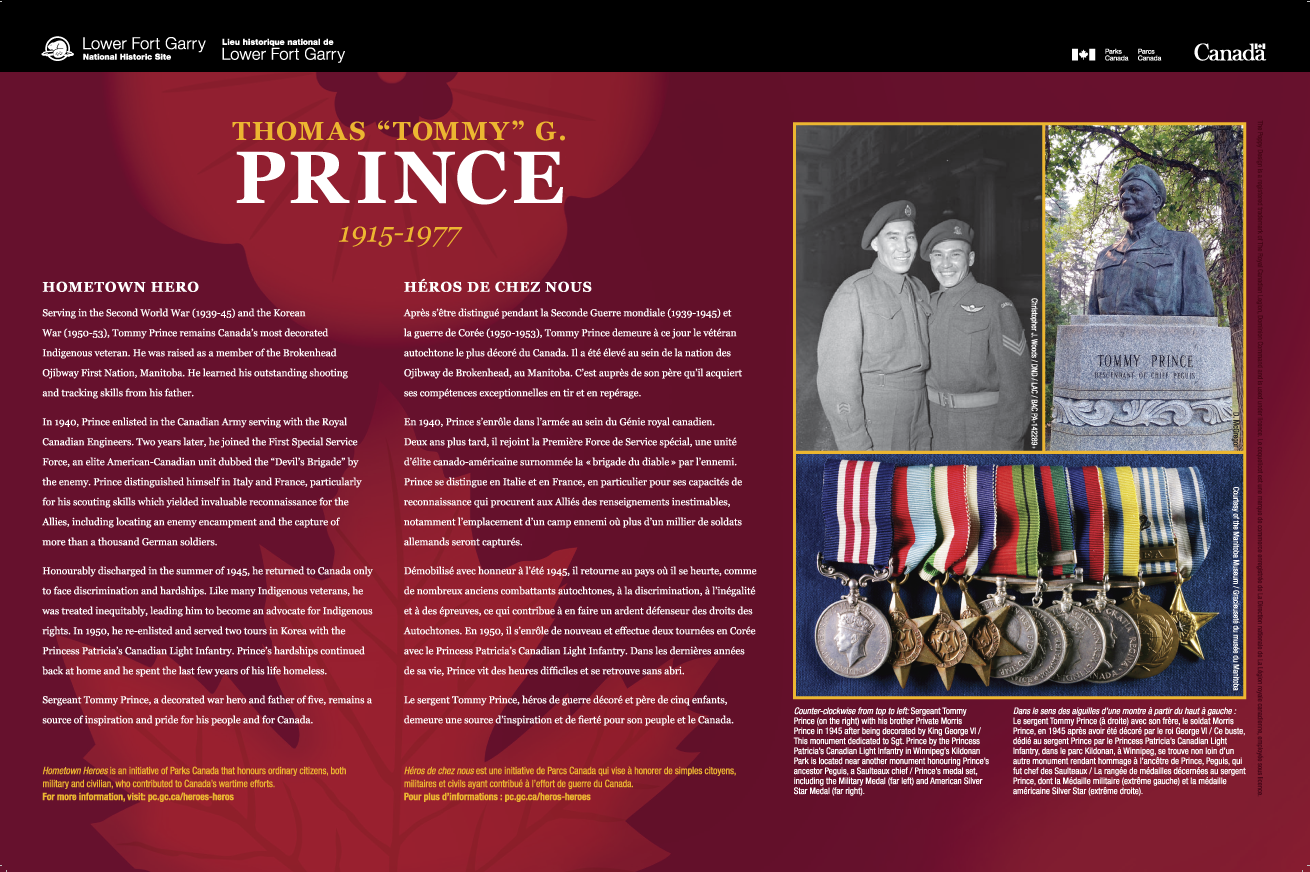 Lower Fort Garry
National Historic Site
Lieu historique national de
Lower Fort Garry
Parks
Canada
Parcs
Canada
Canada
THOMAS “TOMMY” G.
PRINCE
1915-1977
HOMETOWN HERO
Serving in the Second World War (1939-45) and the Korean
War (1950-53), Tommy Prince remains Canada’s most decorated
Indigenous veteran. He was raised as a member of the Brokenhead
Ojibway First Nation, Manitoba. He learned his outstanding shooting
and tracking skills from his father.
In 1940, Prince enlisted in the Canadian Army serving with the Royal
Canadian Engineers. Two years later, he joined the First Special Service
Force, an elite American-Canadian unit dubbed the “Devil’s Brigade” by
the enemy. Prince distinguished himself in Italy and France, particularly
for his scouting skills which yielded invaluable reconnaissance for the
Allies, including locating an enemy encampment and the capture of
more than a thousand German soldiers.
Honourably discharged in the summer of 1945, he returned to Canada only
to face discrimination and hardships. Like many Indigenous veterans, he
was treated inequitably, leading him to become an advocate for Indigenous
rights. In 1950, he re-enlisted and served two tours in Korea with the
Princess Patricia’s Canadian Light Infantry. Prince’s hardships continued
back at home and he spent the last few years of his life homeless.
Sergeant Tommy Prince, a decorated war hero and father of five, remains a
source of inspiration and pride for his people and for Canada.
Hometown Heroes is an initiative of Parks Canada that honours ordinary citizens, both
military and civilian, who contributed to Canada’s wartime efforts.
For more information, visit: pc.gc.ca/heroes-heros
HÉROS DE CHEZ NOUS
Après s’être distingué pendant la Seconde Guerre mondiale (1939-1945) et
la guerre de Corée (1950-1953), Tommy Prince demeure à ce jour le vétéran
autochtone le plus décoré du Canada. Il a été élevé au sein de la nation des
Ojibway de Brokenhead, au Manitoba. C’est auprès de son père qu’il acquiert
ses compétences exceptionnelles en tir et en repérage.
En 1940, Prince s’enrôle dans l’armée au sein du Génie royal canadien.
Deux ans plus tard, il rejoint la Première Force de Service spécial, une unité
d’élite canado-américaine surnommée la « brigade du diable » par l’ennemi.
Prince se distingue en Italie et en France, en particulier pour ses capacités de
reconnaissance qui procurent aux Alliés des renseignements inestimables,
notamment l’emplacement d’un camp ennemi où plus d’un millier de soldats
allemands seront capturés.
Démobilisé avec honneur à l’été 1945, il retourne au pays où il se heurte, comme
de nombreux anciens combattants autochtones, à la discrimination, à l’inégalité
et à des épreuves, ce qui contribue à en faire un ardent défenseur des droits des
Autochtones. En 1950, il s’enrôle de nouveau et effectue deux tournées en Corée
avec le Princess Patricia’s Canadian Light Infantry. Dans les dernières années
de sa vie, Prince vit des heures difficiles et se retrouve sans abri.
Le sergent Tommy Prince, héros de guerre décoré et père de cinq enfants,
demeure une source d’inspiration et de fierté pour son peuple et le Canada.
Héros de chez nous est une initiative de Parcs Canada qui vise à honorer de simples citoyens,
militaires et civils ayant contribué à l’effort de guerre du Canada.
Pour plus d’informations : pc.gc.ca/heros-heroes
Christopher J. Woods / DND / LAC / BAC PA-142289
TOMMY PRINCE
DESCENDANT OF CHIEF PEGUIS
D. McGregor
Courtesy of the Manitoba Museum / Gracieuseté du musée du Manitoba
Counter-clockwise from top to left: Sergeant Tommy
Prince (on the right) with his brother Private Morris
Prince in 1945 after being decorated by King George VI /
This monument dedicated to Sgt. Prince by the Princess
Patricia’s Canadian Light Infantry in Winnipeg’s Kildonan
Park is located near another monument honouring Prince’s
ancestor Peguis, a Saulteaux chief / Prince’s medal set,
including the Military Medal (far left) and American Silver
Star Medal (far right).
Dans le sens des aiguilles d’une montre à partir du haut à gauche :
Le sergent Tommy Prince (à droite) avec son frère, le soldat Morris
Prince, en 1945 après avoir été décoré par le roi George VI / Ce buste,
dédié au sergent Prince par le Princess Patricia’s Canadian Light
Infantry, dans le parc Kildonan, à Winnipeg, se trouve non loin d’un
autre monument rendant hommage à l’ancêtre de Prince, Peguis, qui
fut chef des Saulteaux / La rangée de médailles décernées au sergent
Prince, dont la Médaille militaire (extrême gauche) et la médaille
américaine Silver Star (extrême droite).